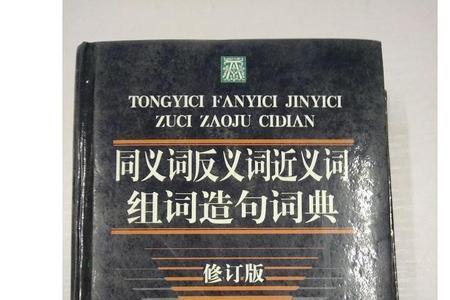 TONGYICI FANYICI JINYICI
ZUCI ZAOJU CIDIAN
同义词反义词近义词
组词造句词典
修订版